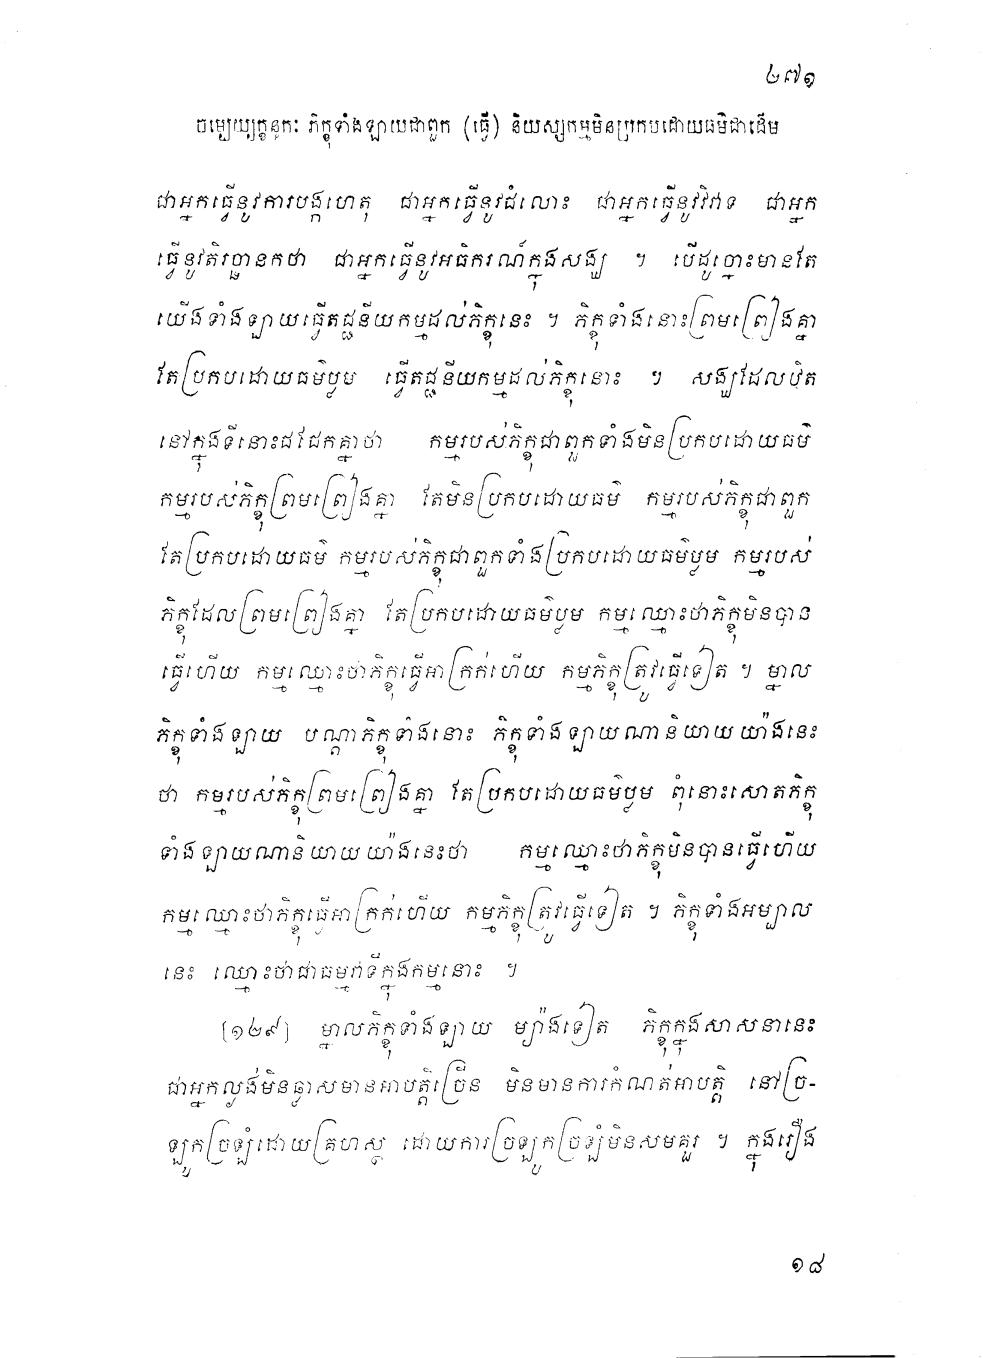 ២៧១
ចម្បេយ្យក្ខន្ធកៈ ភិក្ខុទាំងឡាយជាពួក (ធ្វើ) និយស្សកម្មមិនប្រកបដោយធម៌ជាដើម
ជាអ្នកធ្វើនូវការបង្កហេតុ ជាអ្នកធ្វើនូវជំលោះ ជាអ្នកធ្វើនូវវិវាទ ជាអ្នក
ធ្វើនូវតិរច្ឆានកថា ជាអ្នកធ្វើនូវអធិករណ៍ក្នុងសង្ឃ ។ បើដូច្នោះមានតែ
យើងទាំងឡាយធ្វើតជ្ជនីយកម្មដល់ភិក្ខុនេះ ។ ភិក្ខុទាំងនោះព្រមព្រៀងគ្នា
តែប្រកបដោយធម៌ប្លម ធ្វើតជ្ជនីយកម្មដល់ភិក្ខុនោះ ។ សង្ឃដែលឋិត
នៅក្នុងទីនោះជជែកគ្នាថា កម្មរបស់ភិក្ខុជាពួកទាំងមិនប្រកបដោយធម៌
កម្មរបស់ភិក្ខុព្រមព្រៀងគ្នា តែមិនប្រកបដោយធម៌ កម្មរបស់ភិក្ខុជាពួក
តែប្រកបដោយធម៌ កម្មរបស់ភិក្ខុជាពួកទាំងប្រកបដោយធម៌ប្លម កម្មរបស់
ភិក្ខុដែលព្រមព្រៀងគ្នា តែប្រកបដោយធម៌ប្លម កម្មឈ្មោះថាភិក្ខុមិនបាន
ធ្វើហើយ កម្មឈ្មោះថាភិក្ខុធ្វើអាក្រក់ហើយ កម្មភិក្ខុត្រូវធ្វើទៀត ។ ម្នាល
ភិក្ខុទាំងឡាយ បណ្តាភិក្ខុទាំងនោះ ភិក្ខុទាំងឡាយណានិយាយយ៉ាងនេះ
ថា កម្មរបស់ភិក្ខុព្រមព្រៀងគ្នា តែប្រកបដោយធម៌ប្លម ពុំនោះសោតភិក្ខុ
ទាំងឡាយណានិយាយយ៉ាងនេះថា កម្មឈ្មោះថាភិក្ខុមិនបានធ្វើហើយ
កម្មឈ្មោះថាភិក្ខុធ្វើអាក្រក់ហើយ កម្មភិក្ខុត្រូវធ្វើទៀត ។ ភិក្ខុទាំងអម្បាល
នេះ ឈ្មោះថាជាធម្មវាទីក្នុងកម្មនោះ ។
[១២៩] ម្នាលភិក្ខុទាំងឡាយ ម្យ៉ាងទៀត ភិក្ខុក្នុងសាសនានេះ
ជាអ្នកល្ងង់មិនឆ្លាសមានអាបត្តិច្រើន មិនមានការកំណត់អាបត្តិ នៅច្រ-
ឡូកច្រឡំដោយគ្រហស្ថ ដោយការច្រឡូកច្រឡំមិនសមគួរ ។ ក្នុងរឿង
១៨